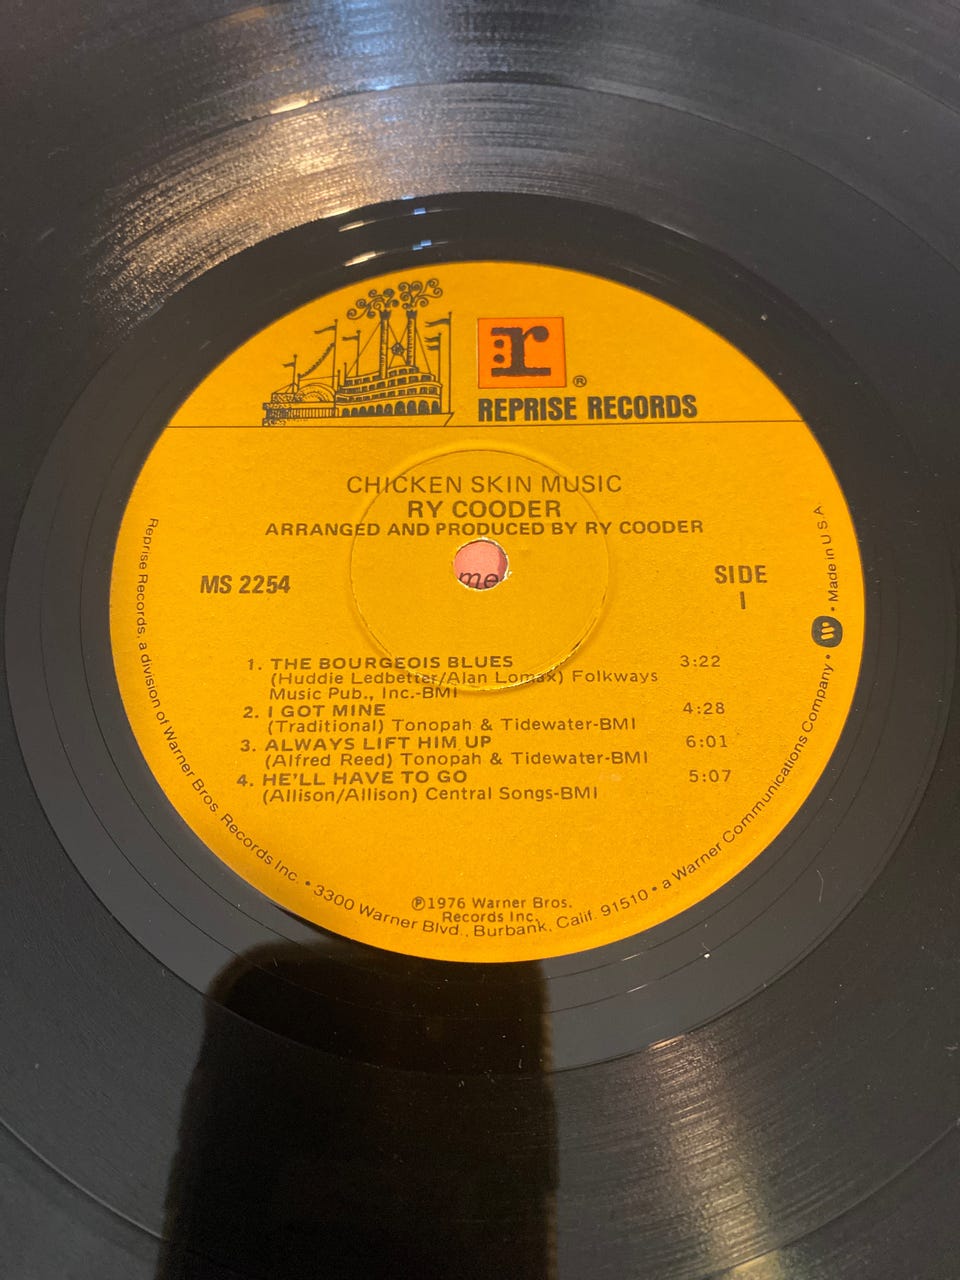 r
®
REPRISE RECORDS
CHICKEN SKIN MUSIC
RY COODER
ARRANGED AND PRODUCED BY RY COODER
me
MS 2254
SIDE
1
1. THE BOURGEOIS BLUES 3:22
(Huddie Ledbetter/Alan Lomax) Folkways
Music Pub., Inc.-BMI
2. I GOT MINE 4:28
(Traditional) Tonopah & Tidewater-BMI
3. ALWAYS LIFT HIM UP 6:01
(Alfred Reed) Tonopah & Tidewater-BMI
4. HE'LL HAVE TO GO 5:07
(Allison/Allison) Central Songs-BMI
℗1976 Warner Bros.
Records Inc.
Reprise Records, a division of Warner Bros. Records Inc. • 3300 Warner Blvd., Burbank, Calif. 91510 • a Warner Communications Company • W • Made in U.S.A.